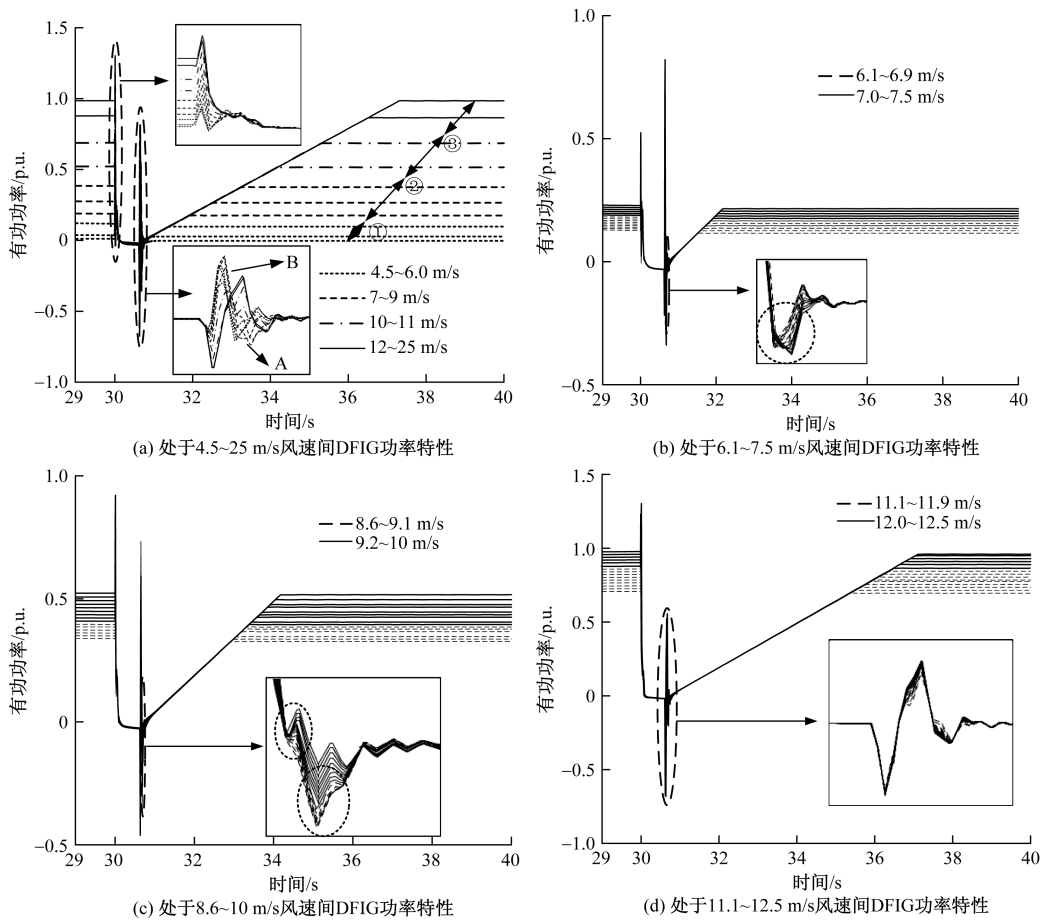 1.5
1.0
0.5
0
−0.5
−1.0
有功功率/p.u.
③
②
①
B
A
4.5~6.0 m/s
7~9 m/s
10~11 m/s
12~25 m/s
29 30 32 34 36 38 40
时间/s
(a) 处于4.5~25 m/s风速间DFIG功率特性
1.0
0.5
0
−0.5
有功功率/p.u.
6.1~6.9 m/s
7.0~7.5 m/s
29 30 32 34 36 38 40
时间/s
(b) 处于6.1~7.5 m/s风速间DFIG功率特性
1.0
0.5
0
−0.5
有功功率/p.u.
8.6~9.1 m/s
9.2~10 m/s
29 30 32 34 36 38 40
时间/s
(c) 处于8.6~10 m/s风速间DFIG功率特性
1.5
1.0
0.5
0
−0.5
−1.0
有功功率/p.u.
11.1~11.9 m/s
12.0~12.5 m/s
29 30 32 34 36 38 40
时间/s
(d) 处于11.1~12.5 m/s风速间DFIG功率特性